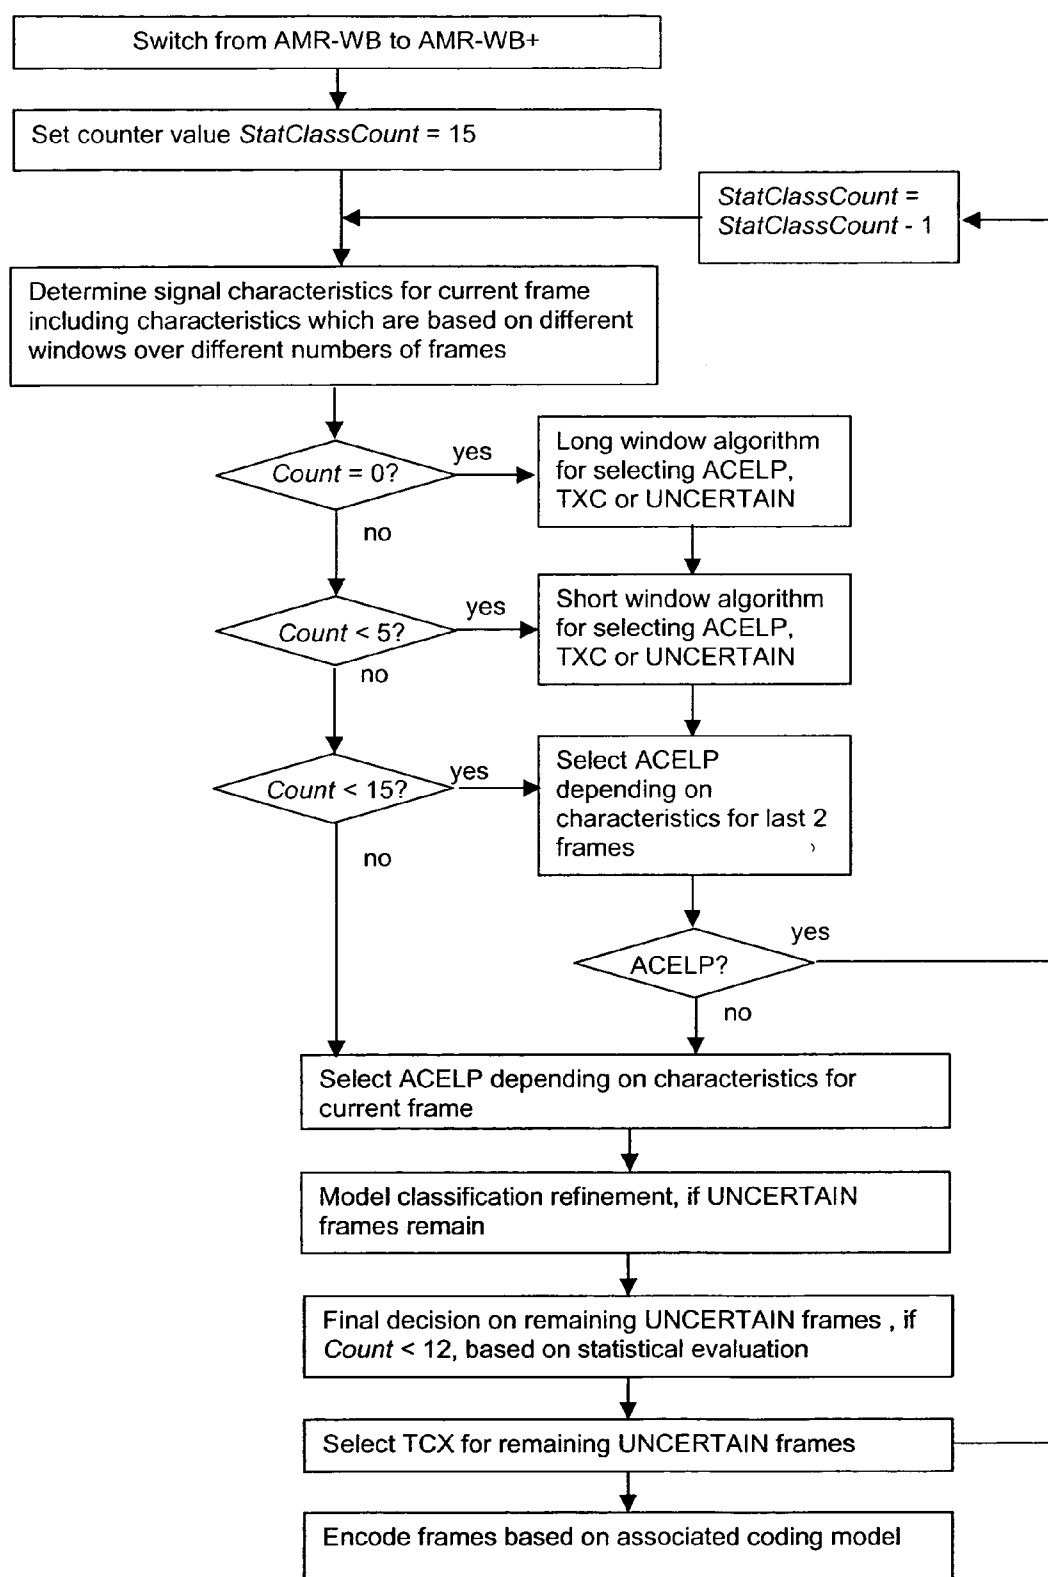 Switch from AMR-WB to AMR-WB+
Set counter value StatClassCount = 15
StatClassCount =
StatClassCount - 1
Determine signal characteristics for current frame
including characteristics which are based on different
windows over different numbers of frames
Count = 0?
yes
no
Long window algorithm
for selecting ACELP,
TXC or UNCERTAIN
Count < 5?
yes
no
Short window algorithm
for selecting ACELP,
TXC or UNCERTAIN
Count < 15?
yes
no
Select ACELP
depending on
characteristics for last 2
frames
ACELP?
yes
no
Select ACELP depending on characteristics for
current frame
Model classification refinement, if UNCERTAIN
frames remain
Final decision on remaining UNCERTAIN frames , if
Count < 12, based on statistical evaluation
Select TCX for remaining UNCERTAIN frames
Encode frames based on associated coding model